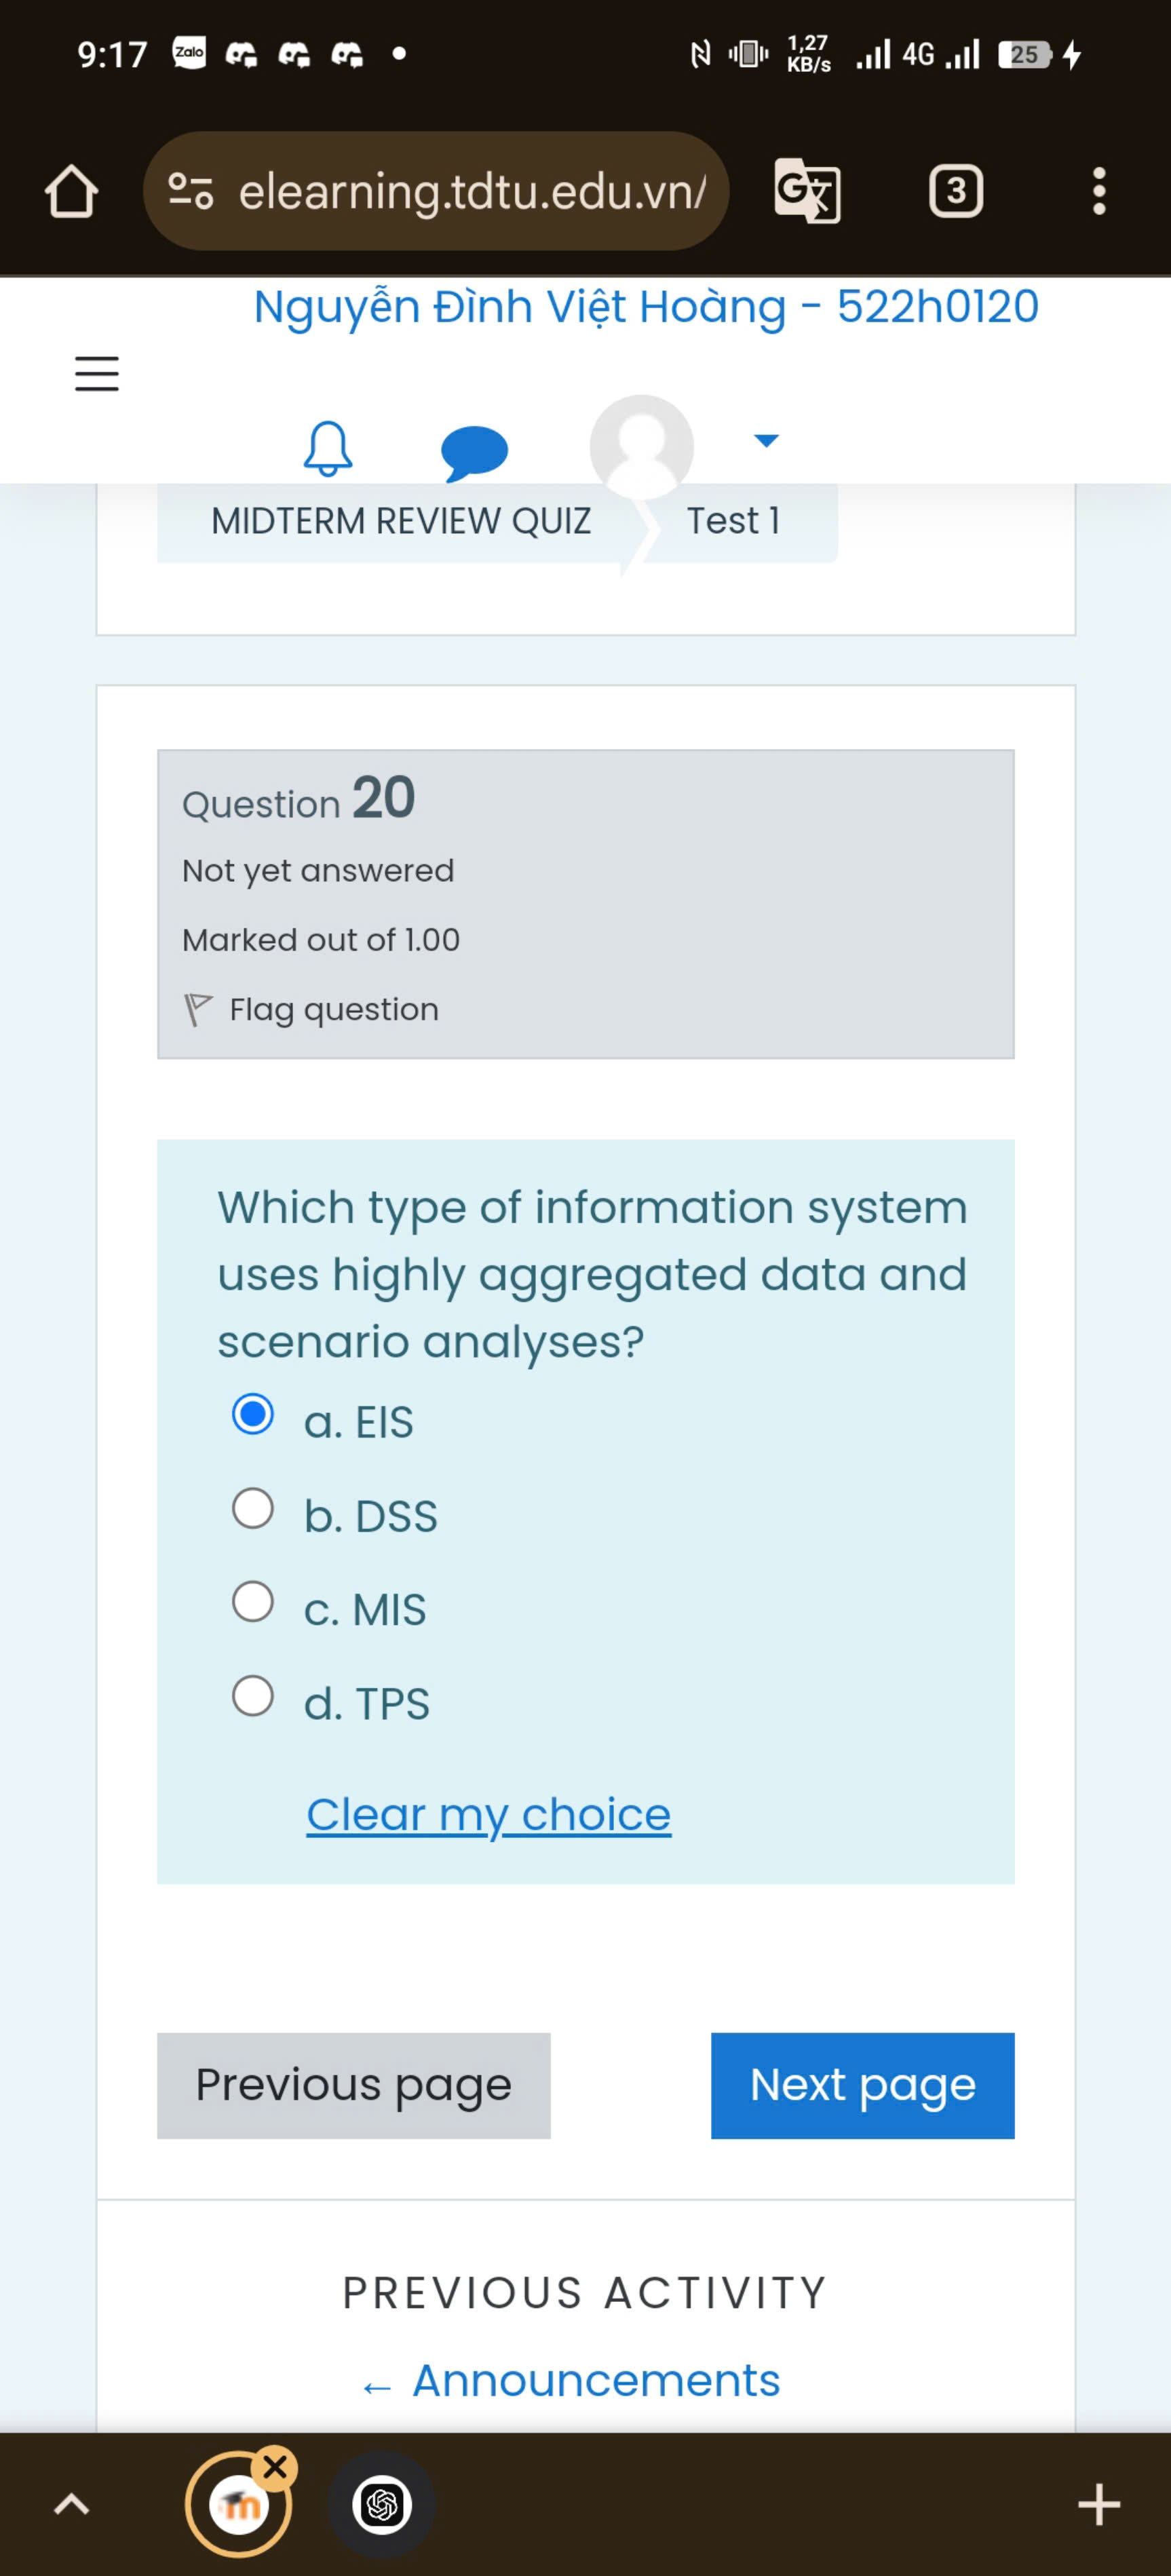 9:17
Zalo
1,27
KB/s
4G
25
elearning.tdtu.edu.vn/
3
Nguyễn Đình Việt Hoàng - 522h0120
MIDTERM REVIEW QUIZ
Test 1
Question 20
Not yet answered
Marked out of 1.00
Flag question
Which type of information system
uses highly aggregated data and
scenario analyses?
a. EIS
b. DSS
c. MIS
d. TPS
Clear my choice
Previous page
Next page
PREVIOUS ACTIVITY
← Announcements